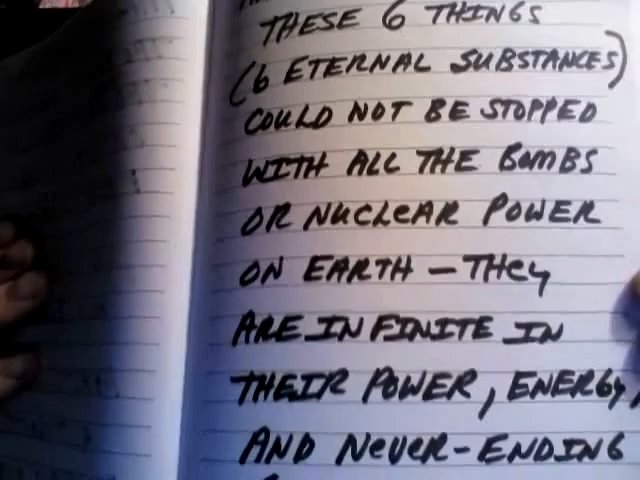 THESE 6 THINGS
(6 ETERNAL SUBSTANCES)
COULD NOT BE STOPPED
WITH ALL THE BOMBS
OR NUCLEAR POWER
ON EARTH — THEY
ARE INFINITE IN
THEIR POWER, ENERGY,
AND NEVER-ENDING